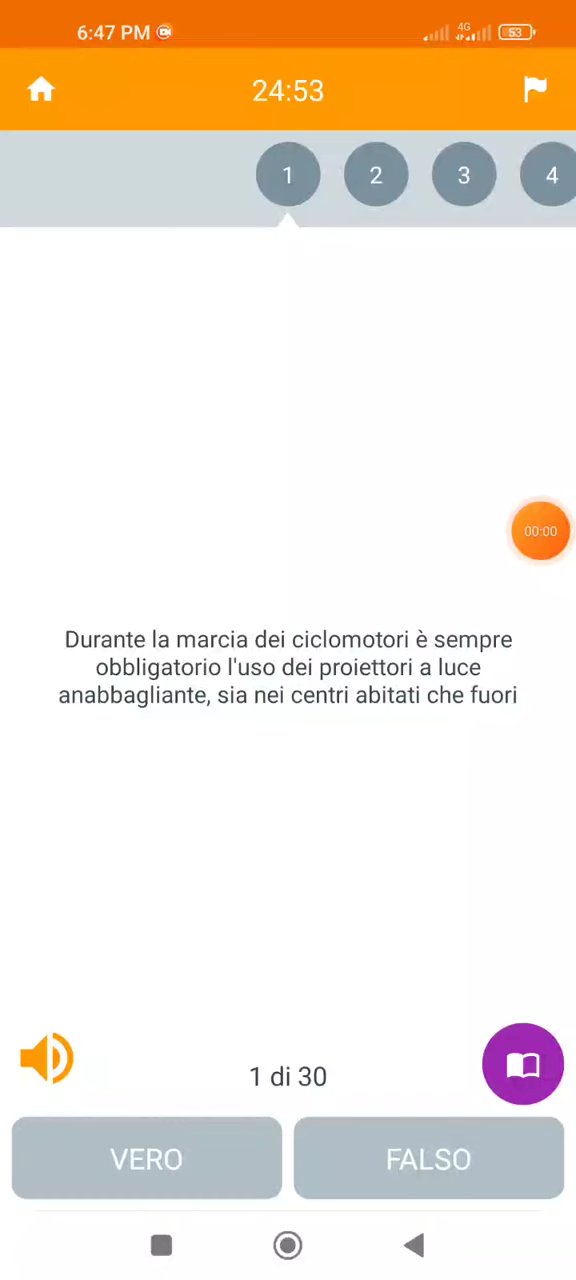 6:47 PM
4G
53
24:53
1 2 3 4
00:00
Durante la marcia dei ciclomotori è sempre
obbligatorio l'uso dei proiettori a luce
anabbagliante, sia nei centri abitati che fuori
1 di 30
VERO FALSO